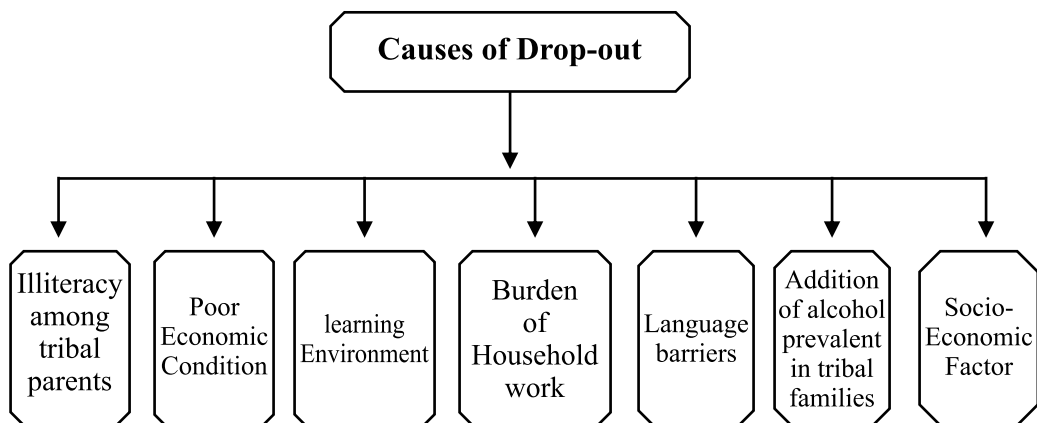 Causes of Drop-out
Illiteracy
among
tribal
parents
Poor
Economic
Condition
learning
Environment
Burden
of
Household
work
Language
barriers
Addition
of alcohol
prevalent
in tribal
families
Socio-
Economic
Factor